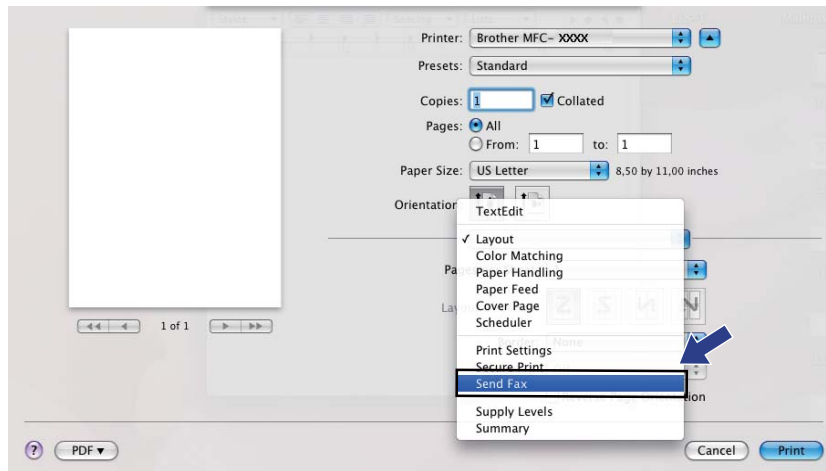 Printer: Brother MFC- XXXX
Presets: Standard
Copies: 1 Collated
Pages: All
From: 1 to: 1
Paper Size: US Letter 8,50 by 11,00 inches
Orientation
TextEdit
✓ Layout
Color Matching
Paper Handling
Paper Feed
Cover Page
Scheduler
Print Settings
Secure Print
Send Fax
Supply Levels
Summary
1 of 1
? PDF ▼ Cancel Print